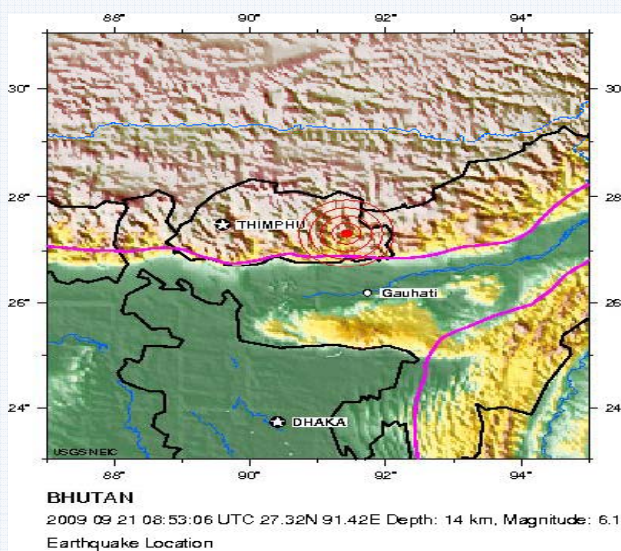 88° 90° 92° 94°
30° 30°
28° 28°
THIMPHU
Gauhati
26° 26°
24° 24°
DHAKA
USGS NEIC
88° 90° 92° 94°
BHUTAN
2009 09 21 08:53:06 UTC 27.32N 91.42E Depth: 14 km, Magnitude: 6.1
Earthquake Location